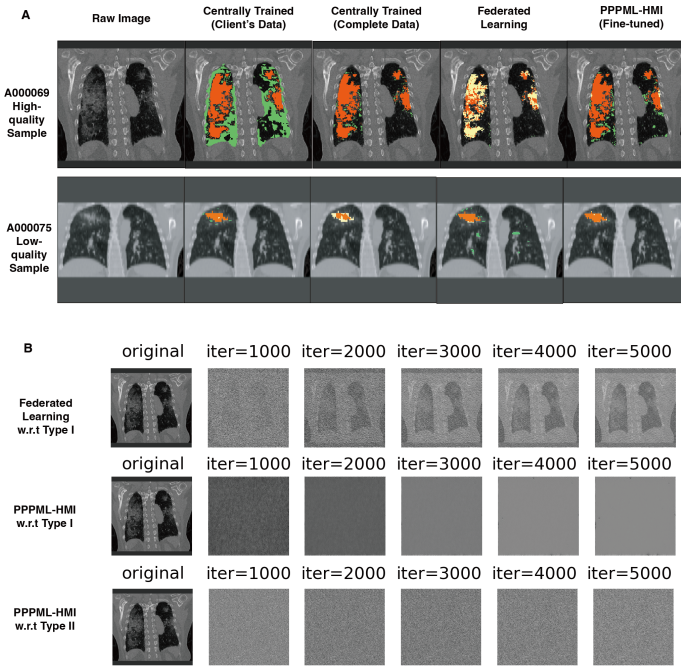 A
Raw Image
Centrally Trained
(Client's Data)
Centrally Trained
(Complete Data)
Federated
Learning
PPPML-HMI
(Fine-tuned)
A000069
High-
quality
Sample
A000075
Low-
quality
Sample
B
original iter=1000 iter=2000 iter=3000 iter=4000 iter=5000
Federated
Learning
w.r.t Type I
original iter=1000 iter=2000 iter=3000 iter=4000 iter=5000
PPPML-HMI
w.r.t Type I
original iter=1000 iter=2000 iter=3000 iter=4000 iter=5000
PPPML-HMI
w.r.t Type II